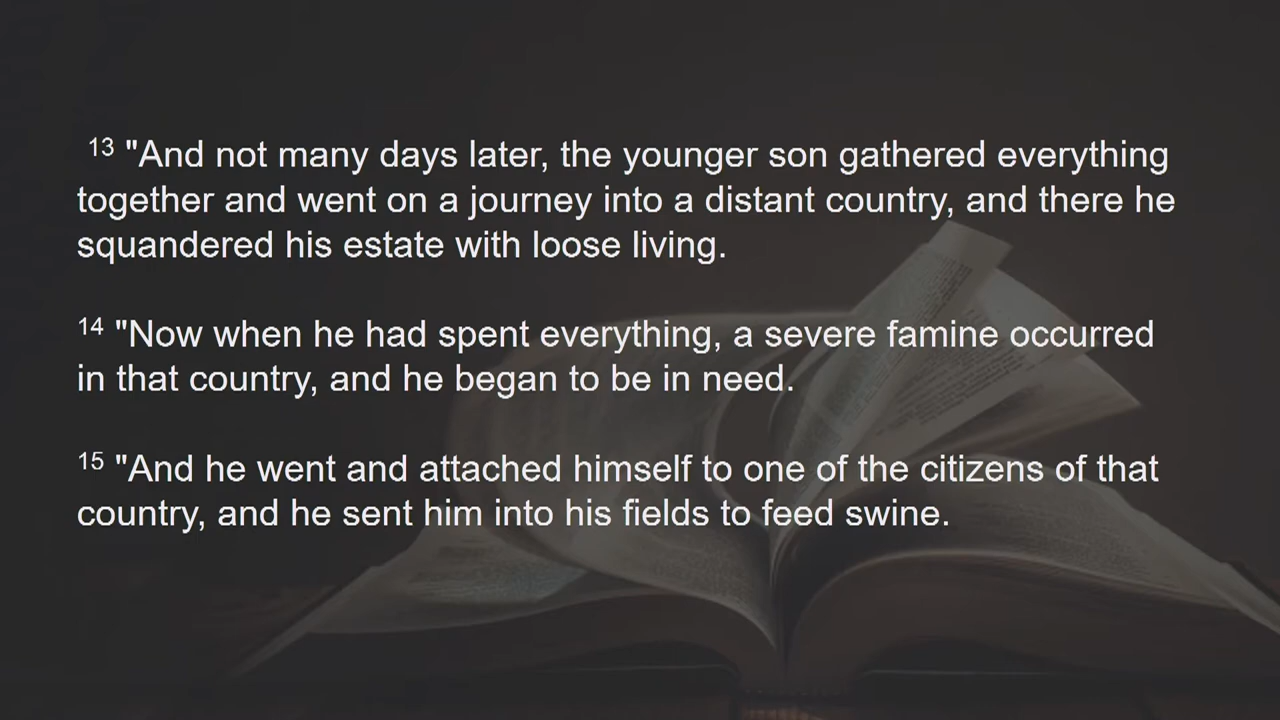 13 "And not many days later, the younger son gathered everything
together and went on a journey into a distant country, and there he
squandered his estate with loose living.
14 "Now when he had spent everything, a severe famine occurred
in that country, and he began to be in need.
15 "And he went and attached himself to one of the citizens of that
country, and he sent him into his fields to feed swine.